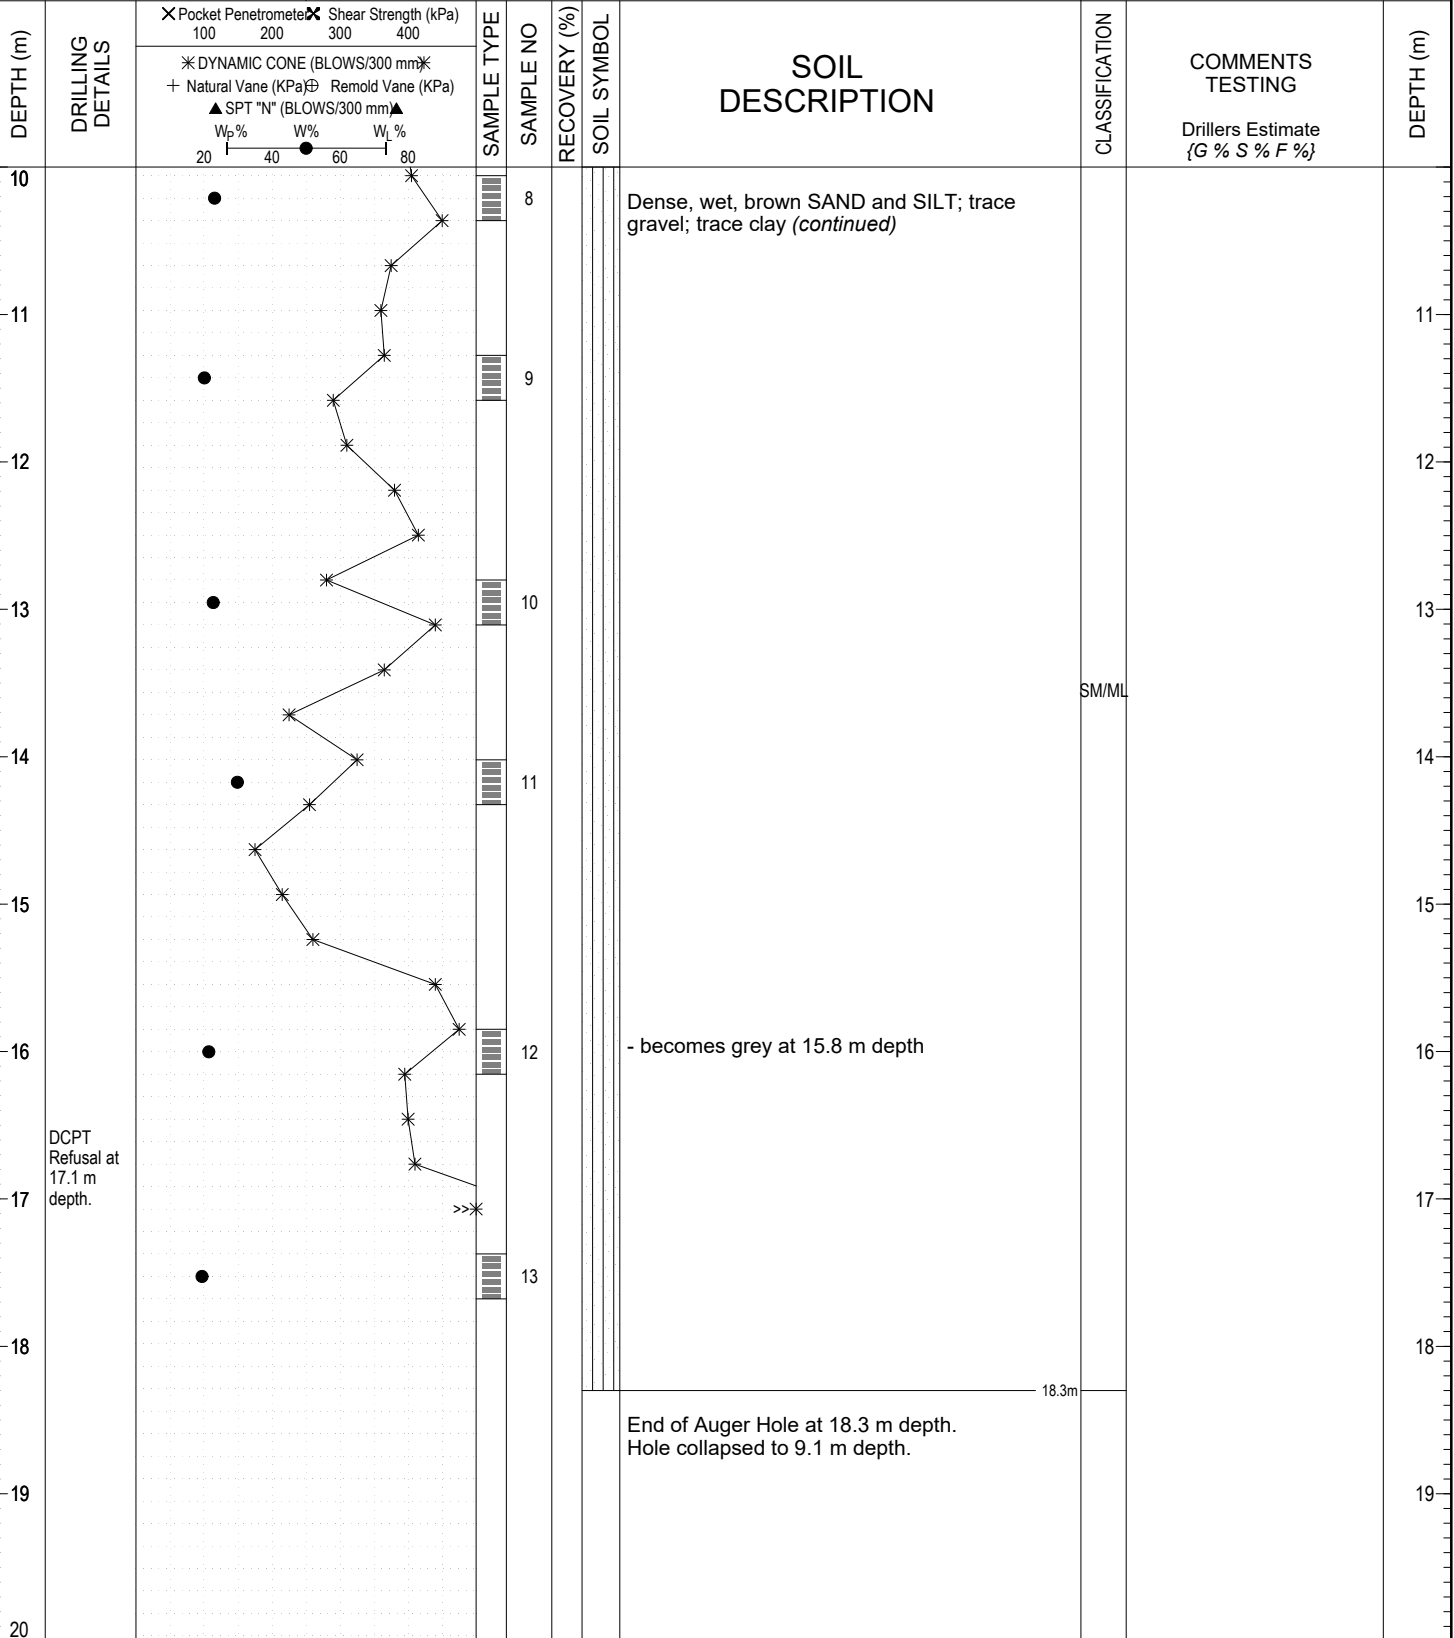 DEPTH (m)
DRILLING
DETAILS
Pocket Penetrometer Shear Strength (kPa)
100 200 300 400
DYNAMIC CONE (BLOWS/300 mm)
Natural Vane (KPa) Remold Vane (KPa)
SPT "N" (BLOWS/300 mm)
WP% W% WL%
20 40 60 80
SAMPLE TYPE
SAMPLE NO
RECOVERY (%)
SOIL SYMBOL
SOIL
DESCRIPTION
CLASSIFICATION
COMMENTS
TESTING
Drillers Estimate
{G % S % F %}
DEPTH (m)
10
8
Dense, wet, brown SAND and SILT; trace
gravel; trace clay (continued)
11 11
9
12 12
10
13 13
SM/ML
14 14
11
15 15
12
- becomes grey at 15.8 m depth
16 16
DCPT
Refusal at
17.1 m
depth.
17 17
>>
13
18 18
18.3m
End of Auger Hole at 18.3 m depth.
Hole collapsed to 9.1 m depth.
19 19
20